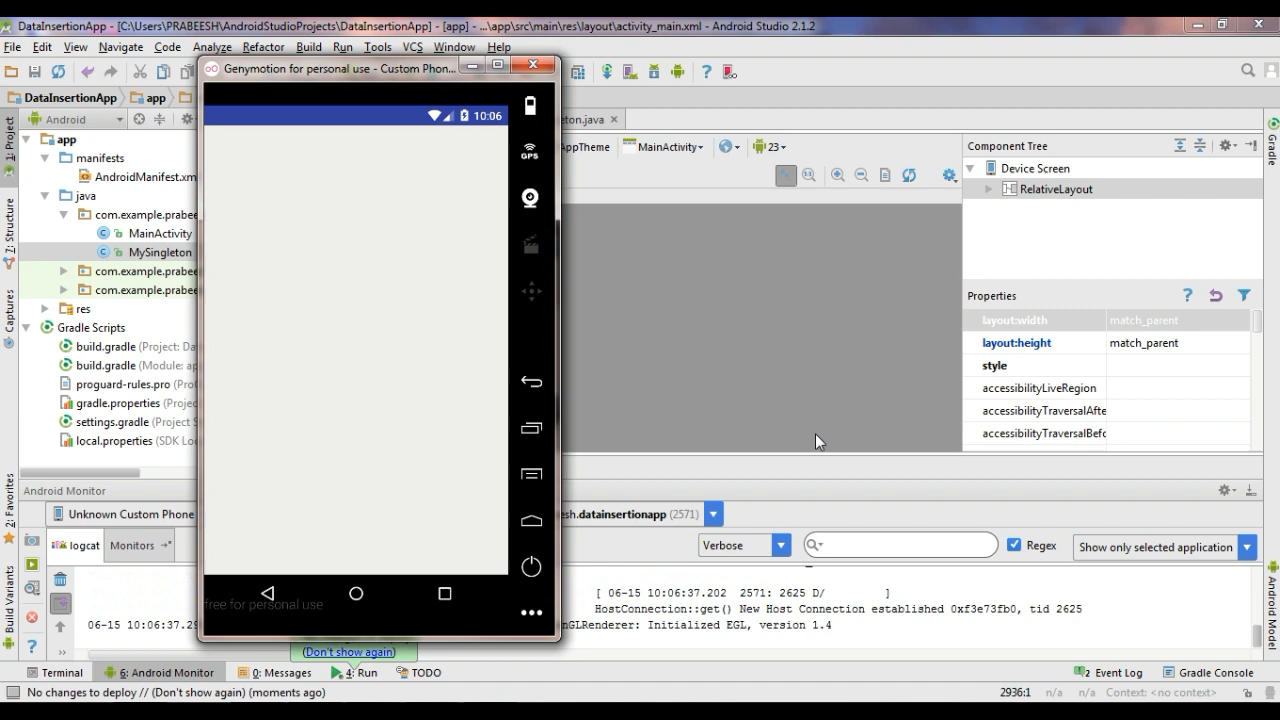 DataInsertionApp - [C:\Users\PRABEESH\AndroidStudioProjects\DataInsertionApp] - [app] - ...\app\src\main\res\layout\activity_main.xml - Android Studio 2.1.2
File Edit View Navigate Code Analyze Refactor Build Run Tools VCS Window Help
Genymotion for personal use - Custom Phon...
DataInsertionApp app
Android
ton.java
1: Project
Gradle
app
manifests
AndroidManifest.xm
java
com.example.prabee
MainActivity
MySingleton
com.example.prabee
com.example.prabee
res
Gradle Scripts
build.gradle (Project: Da
build.gradle (Module: app
proguard-rules.pro (Pro
gradle.properties (Proj
settings.gradle (Project S
local.properties (SDK Lo
7: Structure
Captures
2: Favorites
Build Variants
10:06
GPS
free for personal use
AppTheme MainActivity 23
Component Tree
Device Screen
RelativeLayout
Properties
layout:width match_parent
layout:height match_parent
style
accessibilityLiveRegion
accessibilityTraversalAfte
accessibilityTraversalBefo
Android Monitor
Unknown Custom Phone
sh.datainsertionapp (2571)
logcat Monitors
Verbose
Regex
Show only selected application
[ 06-15 10:06:37.202 2571: 2625 D/ ]
HostConnection::get() New Host Connection established 0xf3e73fb0, tid 2625
06-15 10:06:37.29
nGLRenderer: Initialized EGL, version 1.4
Android Model
(Don't show again)
Terminal 6: Android Monitor 0: Messages 4: Run TODO
2 Event Log Gradle Console
No changes to deploy // (Don't show again) (moments ago)
2936:1 n/a n/a Context: <no context>